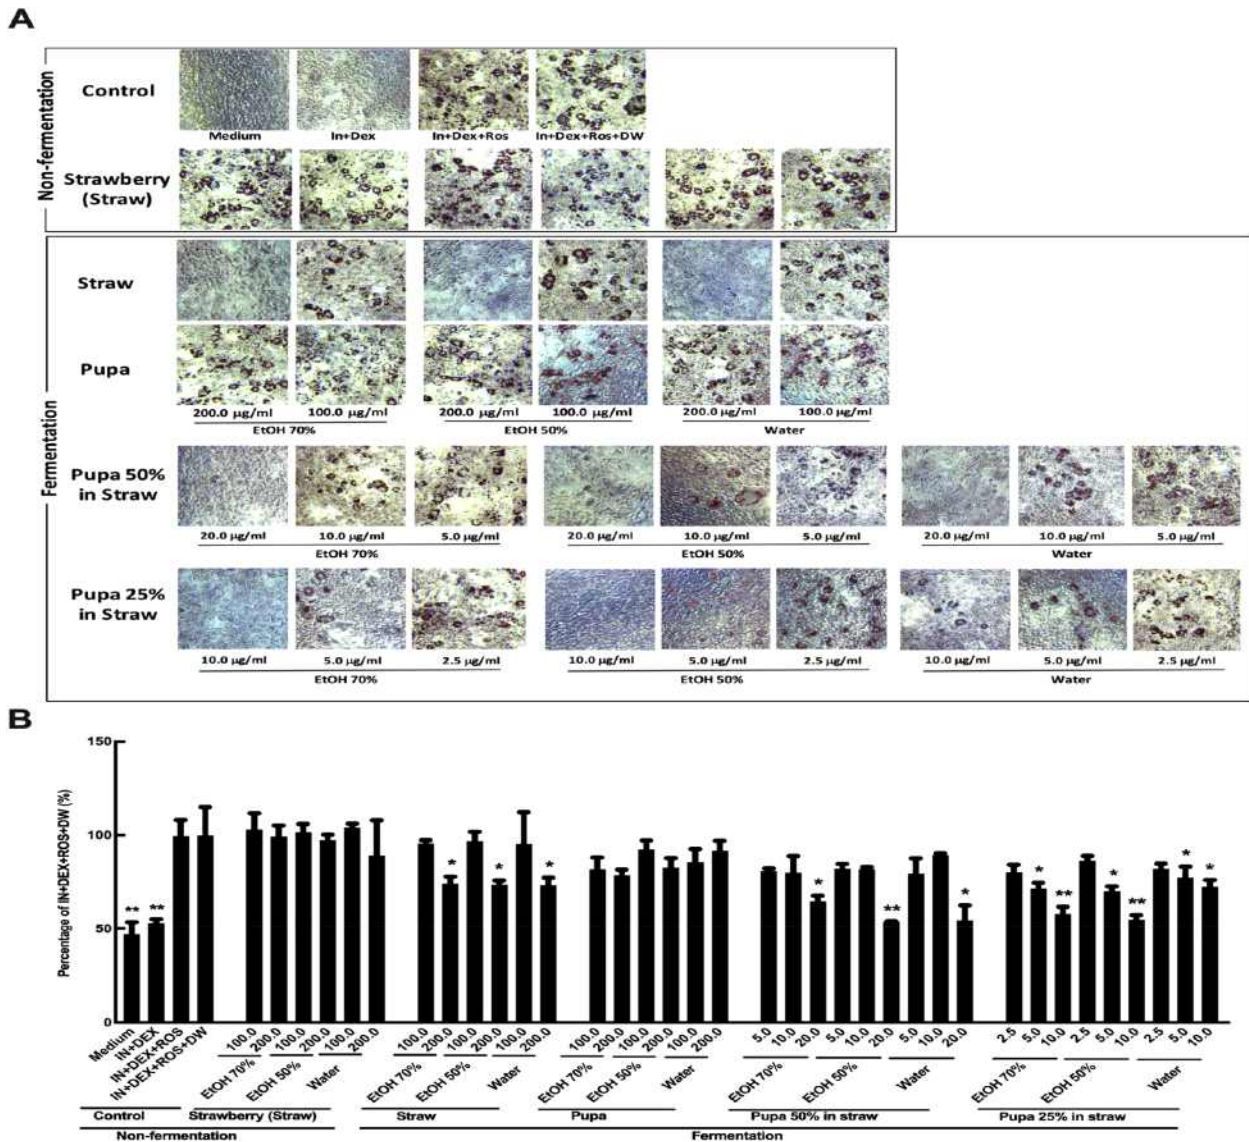 A
Non-fermentation
Control
Medium
In+Dex
In+Dex+Ros
In+Dex+Ros+DW
Strawberry
(Straw)
Fermentation
Straw
Pupa
200.0 µg/ml 100.0 µg/ml 200.0 µg/ml 100.0 µg/ml 200.0 µg/ml 100.0 µg/ml
EtOH 70% EtOH 50% Water
Pupa 50%
in Straw
20.0 µg/ml 10.0 µg/ml 5.0 µg/ml 20.0 µg/ml 10.0 µg/ml 5.0 µg/ml 20.0 µg/ml 10.0 µg/ml 5.0 µg/ml
EtOH 70% EtOH 50% Water
Pupa 25%
in Straw
10.0 µg/ml 5.0 µg/ml 2.5 µg/ml 10.0 µg/ml 5.0 µg/ml 2.5 µg/ml 10.0 µg/ml 5.0 µg/ml 2.5 µg/ml
EtOH 70% EtOH 50% Water
B
Percentage of IN+DEX+ROS+DW (%)
150
100
50
0
** ** * * * * ** * * ** * ** * *
Medium IN+DEX IN+DEX+ROS IN+DEX+ROS+DW 100.0 200.0 100.0 200.0 100.0 200.0 100.0 200.0 100.0 200.0 100.0 200.0 100.0 200.0 100.0 200.0 100.0 200.0 5.0 10.0 20.0 5.0 10.0 20.0 5.0 10.0 20.0 2.5 5.0 10.0 2.5 5.0 10.0 2.5 5.0 10.0
EtOH 70% EtOH 50% Water EtOH 70% EtOH 50% Water EtOH 70% EtOH 50% Water EtOH 70% EtOH 50% Water EtOH 70% EtOH 50% Water
Control Strawberry (Straw) Straw Pupa Pupa 50% in straw Pupa 25% in straw
Non-fermentation Fermentation